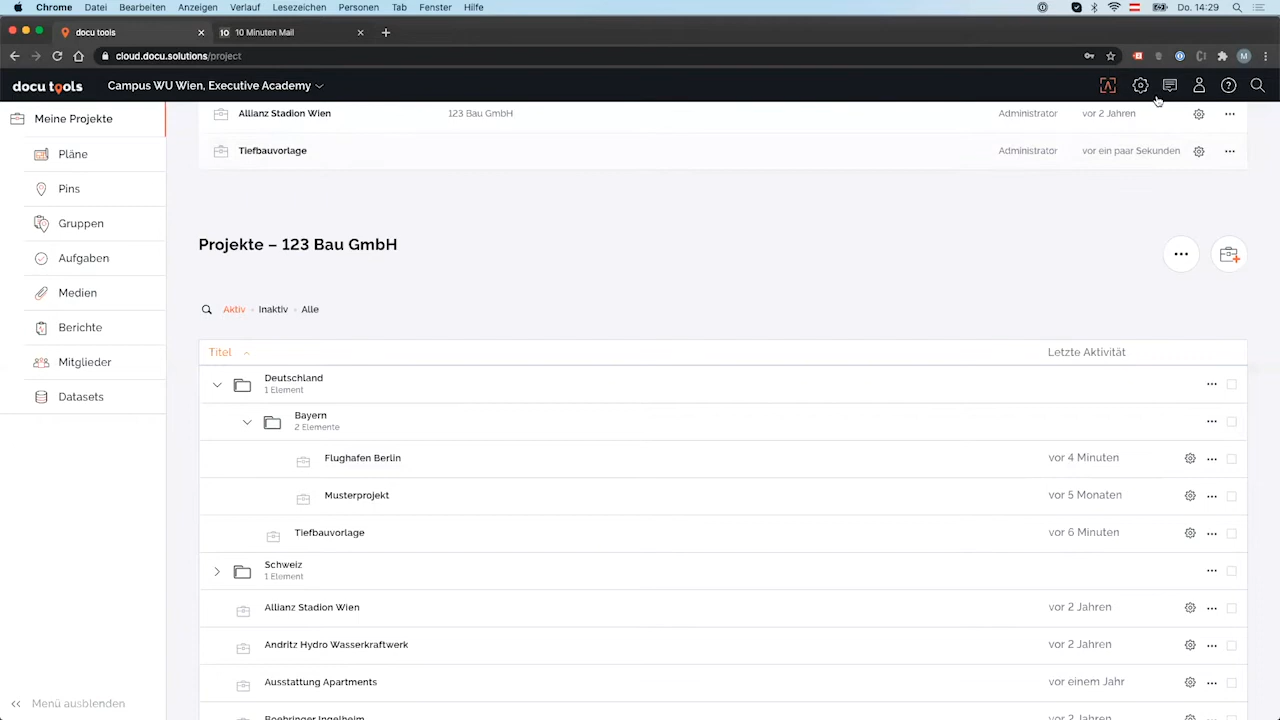 Chrome Datei Bearbeiten Anzeigen Verlauf Lesezeichen Personen Tab Fenster Hilfe Do. 14:29
docu tools 10 Minuten Mail
cloud.docu.solutions/project M
docu tools Campus WU Wien, Executive Academy
Meine Projekte
Pläne
Pins
Gruppen
Aufgaben
Medien
Berichte
Mitglieder
Datasets
Menü ausblenden
Allianz Stadion Wien 123 Bau GmbH Administrator vor 2 Jahren
Tiefbauvorlage Administrator vor ein paar Sekunden
Projekte – 123 Bau GmbH
Aktiv Inaktiv Alle
Titel Letzte Aktivität
Deutschland
1 Element
Bayern
2 Elemente
Flughafen Berlin vor 4 Minuten
Musterprojekt vor 5 Monaten
Tiefbauvorlage vor 6 Minuten
Schweiz
1 Element
Allianz Stadion Wien vor 2 Jahren
Andritz Hydro Wasserkraftwerk vor 2 Jahren
Ausstattung Apartments vor einem Jahr
Boehringer Ingelheim vor 2 Jahren